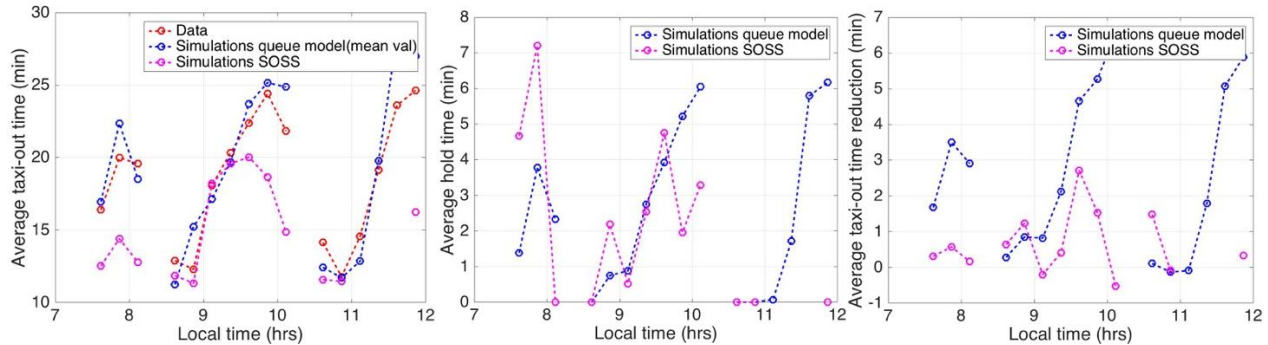 30
25
20
15
10
Average taxi-out time (min)
Data
Simulations queue model(mean val)
Simulations SOSS
7 8 9 10 11 12
Local time (hrs)
8
7
6
5
4
3
2
1
0
Average hold time (min)
Simulations queue model
Simulations SOSS
7 8 9 10 11 12
Local time (hrs)
7
6
5
4
3
2
1
0
-1
Average taxi-out time reduction (min)
Simulations queue model
Simulations SOSS
7 8 9 10 11 12
Local time (hrs)